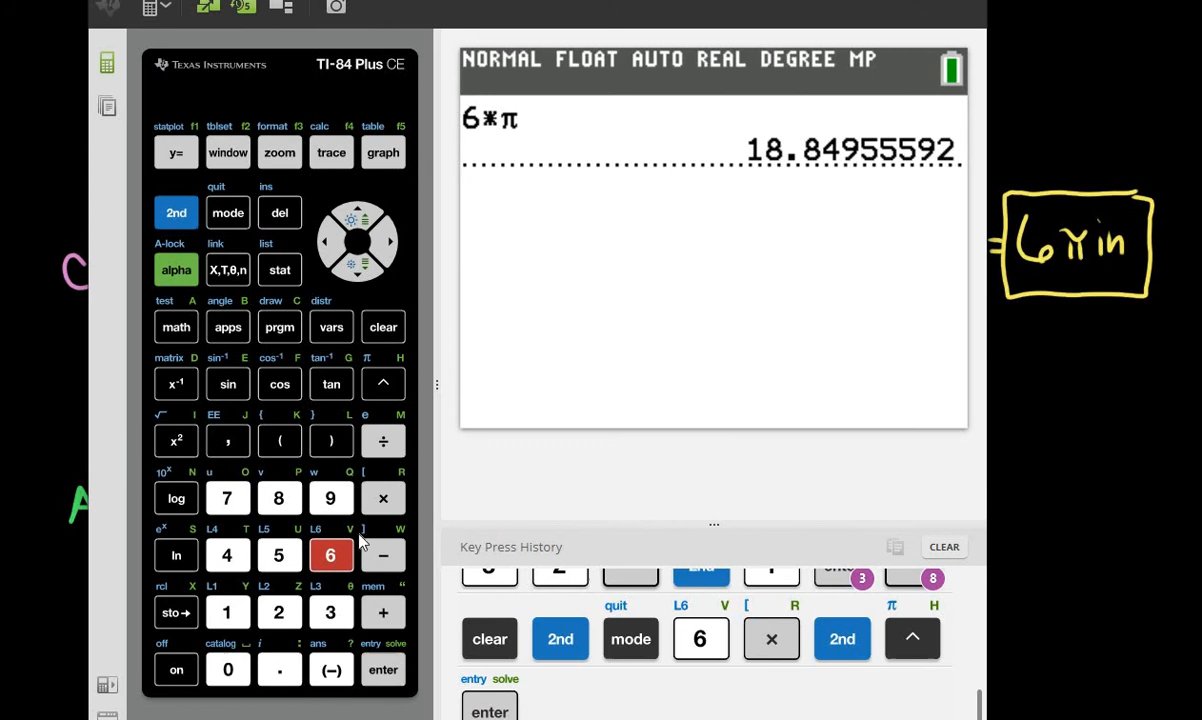 TEXAS INSTRUMENTS TI-84 Plus CE
statplot f1 tblset f2 format f3 calc f4 table f5
y= window zoom trace graph
quit ins
2nd mode del
A-lock link list
alpha X,T,θ,n stat
test A angle B draw C distr
math apps prgm vars clear
matrix D sin⁻¹ E cos⁻¹ F tan⁻¹ G π H
x⁻¹ sin cos tan ^
√ I EE J { K } L e M
x² , ( ) ÷
10ˣ N u O v P w Q [ R
log 7 8 9 ×
eˣ S L4 T L5 U L6 V ] W
ln 4 5 6 −
rcl X L1 Y L2 Z L3 θ mem "
sto→ 1 2 3 +
off catalog i : ans ? entry solve
on 0 . (−) enter
NORMAL FLOAT AUTO REAL DEGREE MP
6*π
18.84955592
Key Press History
CLEAR
2nd
3 8
quit L6 V [ R π H
clear 2nd mode 6 × 2nd ^
entry solve
enter
C
= 6π in
A